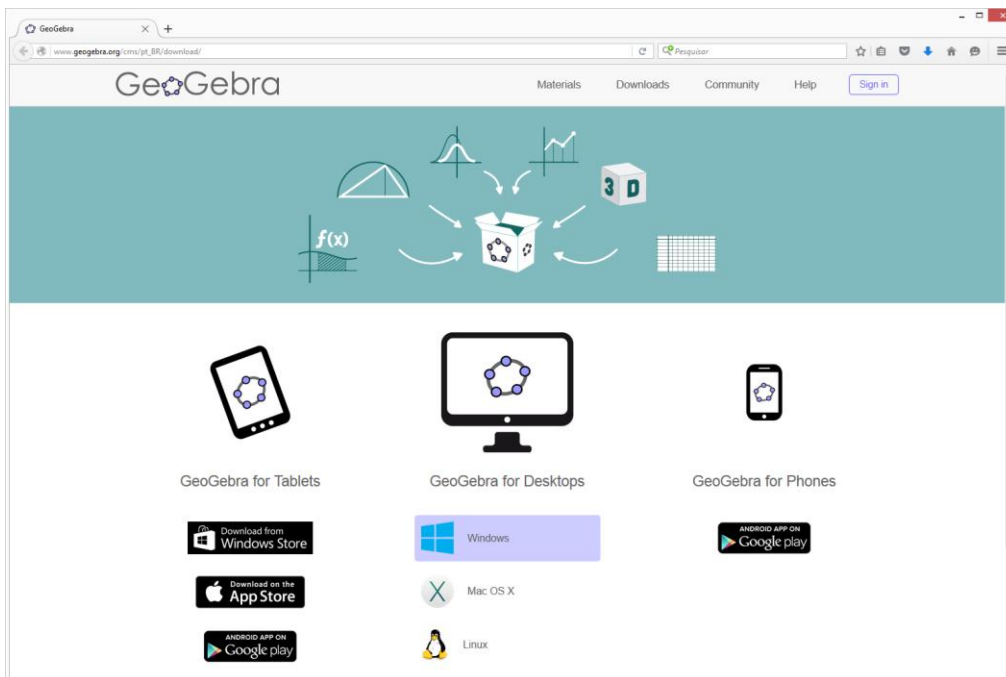 GeoGebra
www.geogebra.org/cms/pt_BR/download/
Pesquisar
GeoGebra
Materials
Downloads
Community
Help
Sign in
f(x)
3 D
GeoGebra for Tablets
GeoGebra for Desktops
GeoGebra for Phones
Download from
Windows Store
Windows
ANDROID APP ON
Google play
Download on the
App Store
Mac OS X
ANDROID APP ON
Google play
Linux